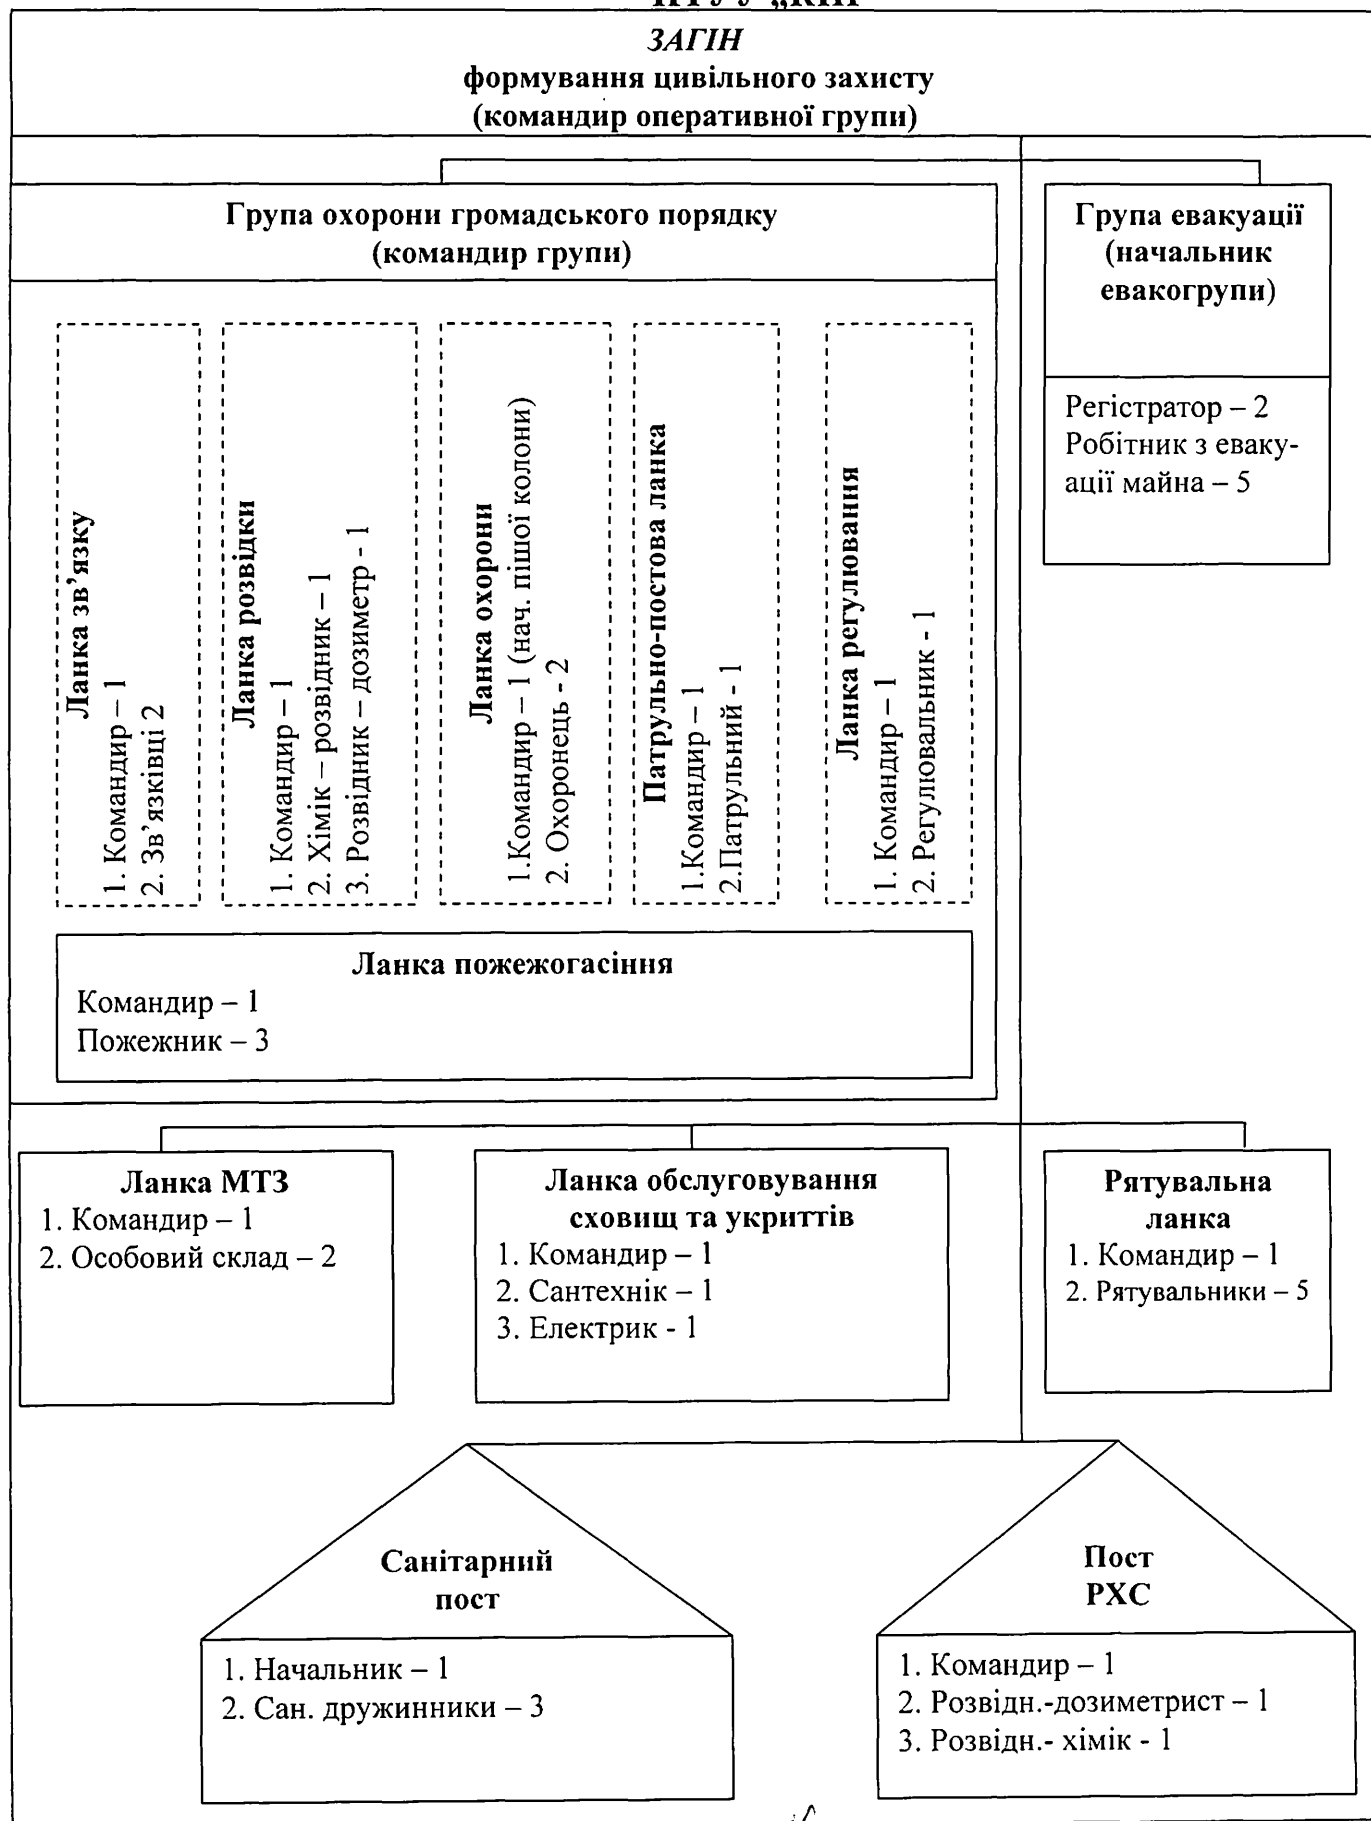 ЗАГІН
формування цивільного захисту
(командир оперативної групи)
Група охорони громадського порядку
(командир групи)
Група евакуації
(начальник
евакогрупи)
Регістратор – 2
Робітник з еваку-
ації майна – 5
Ланка зв’язку
1. Командир – 1
2. Зв’язківці 2
Ланка розвідки
1. Командир – 1
2. Хімік – розвідник – 1
3. Розвідник – дозиметр - 1
Ланка охорони
1.Командир – 1 (нач. пішої колони)
2. Охоронець - 2
Патрульно-постова ланка
1.Командир – 1
2.Патрульний - 1
Ланка регулювання
1. Командир – 1
2. Регулювальник - 1
Ланка пожежогасіння
Командир – 1
Пожежник – 3
Ланка МТЗ
1. Командир – 1
2. Особовий склад – 2
Ланка обслуговування
сховищ та укриттів
1. Командир – 1
2. Сантехнік – 1
3. Електрик - 1
Рятувальна
ланка
1. Командир – 1
2. Рятувальники – 5
Санітарний
пост
1. Начальник – 1
2. Сан. дружинники – 3
Пост
РХС
1. Командир – 1
2. Розвідн.-дозиметрист – 1
3. Розвідн.- хімік - 1